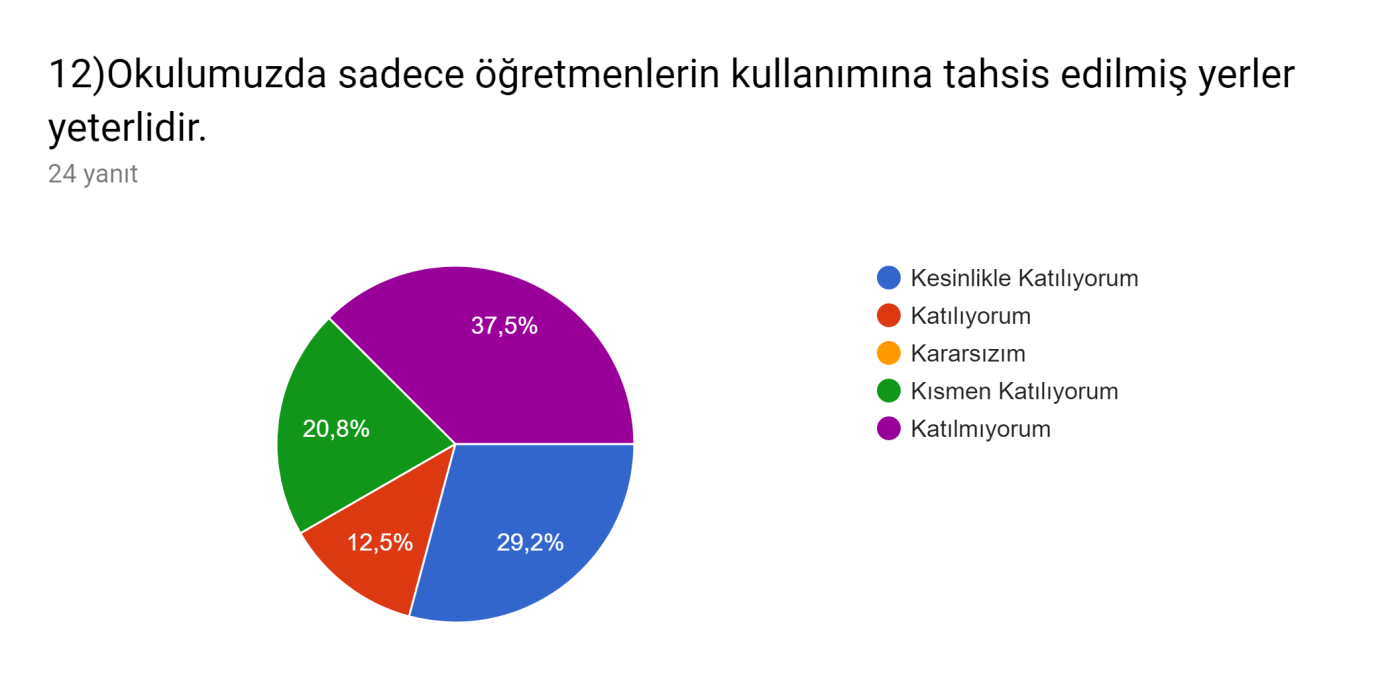 12)Okulumuzda sadece öğretmenlerin kullanımına tahsis edilmiş yerler
yeterlidir.
24 yanıt
37,5%
20,8%
12,5%
29,2%
Kesinlikle Katılıyorum
Katılıyorum
Kararsızım
Kısmen Katılıyorum
Katılmıyorum